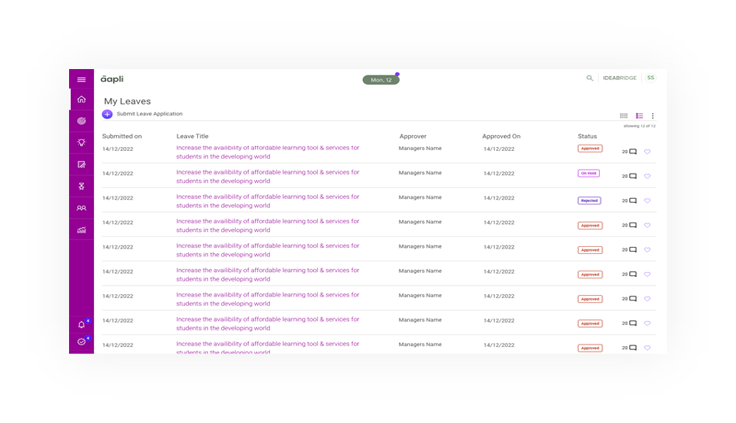 āapli
Mon, 12
IDEABRIDGE
SS
My Leaves
Submit Leave Application
showing 12 OF 12
Submitted on Leave Title Approver Approved On Status
14/12/2022 Increase the availibility of affordable learning tool & services for Managers Name 14/12/2022 Approved 20
students in the developing world
14/12/2022 Increase the availibility of affordable learning tool & services for Managers Name 14/12/2022 On Hold 20
students in the developing world
14/12/2022 Increase the availibility of affordable learning tool & services for Managers Name 14/12/2022 Rejected 20
students in the developing world
14/12/2022 Increase the availibility of affordable learning tool & services for Managers Name 14/12/2022 Approved 20
students in the developing world
14/12/2022 Increase the availibility of affordable learning tool & services for Managers Name 14/12/2022 Approved 20
students in the developing world
14/12/2022 Increase the availibility of affordable learning tool & services for Managers Name 14/12/2022 Approved 20
students in the developing world
14/12/2022 Increase the availibility of affordable learning tool & services for Managers Name 14/12/2022 Approved 20
students in the developing world
14/12/2022 Increase the availibility of affordable learning tool & services for Managers Name 14/12/2022 Approved 20
students in the developing world
14/12/2022 Increase the availibility of affordable learning tool & services for Managers Name 14/12/2022 Approved 20
students in the developing world